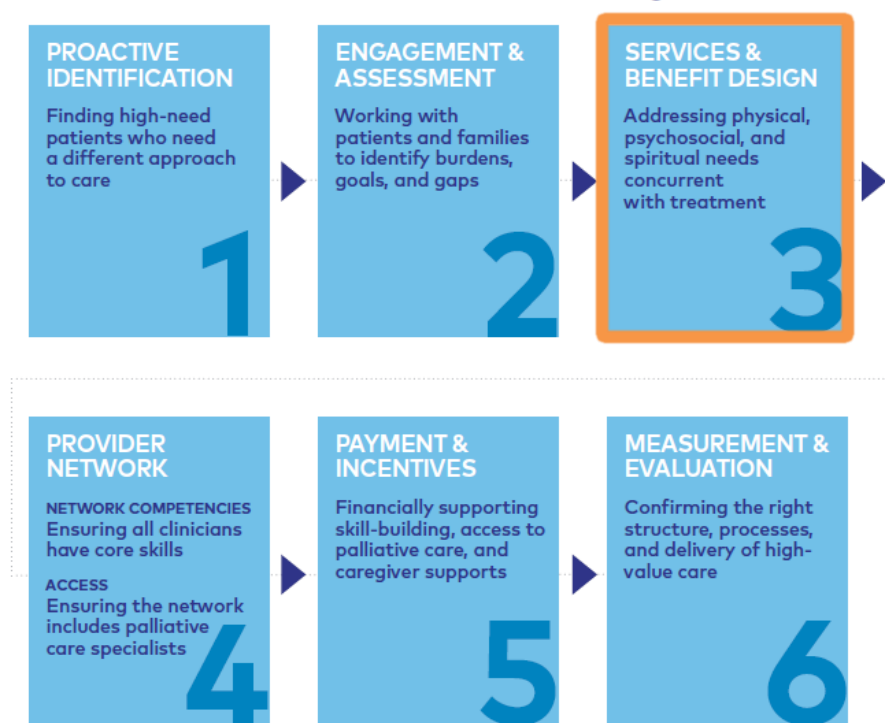 PROACTIVE
IDENTIFICATION
Finding high-need
patients who need
a different approach
to care
1
ENGAGEMENT &
ASSESSMENT
Working with
patients and families
to identify burdens,
goals, and gaps
2
SERVICES &
BENEFIT DESIGN
Addressing physical,
psychosocial, and
spiritual needs
concurrent
with treatment
3
PROVIDER
NETWORK
NETWORK COMPETENCIES
Ensuring all clinicians
have core skills
ACCESS
Ensuring the network
includes palliative
care specialists
4
PAYMENT &
INCENTIVES
Financially supporting
skill-building, access to
palliative care, and
caregiver supports
5
MEASUREMENT &
EVALUATION
Confirming the right
structure, processes,
and delivery of high-
value care
6